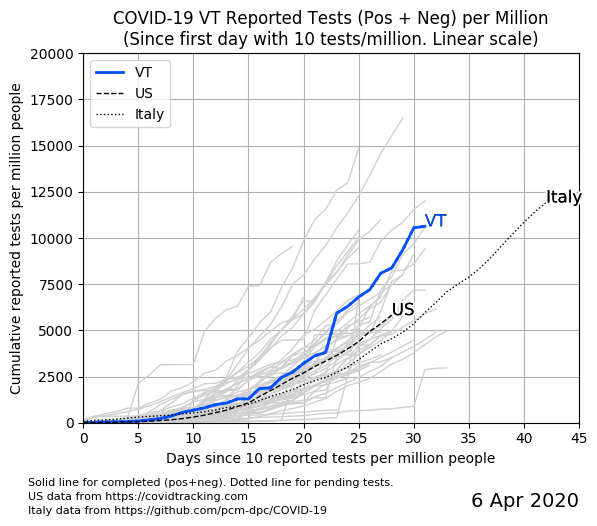 COVID-19 VT Reported Tests (Pos + Neg) per Million
(Since first day with 10 tests/million. Linear scale)
Cumulative reported tests per million people
20000
17500
15000
12500
10000
7500
5000
2500
0
VT
US
Italy
Italy
VT
US
0 5 10 15 20 25 30 35 40 45
Days since 10 reported tests per million people
Solid line for completed (pos+neg). Dotted line for pending tests.
US data from https://covidtracking.com
Italy data from https://github.com/pcm-dpc/COVID-19
6 Apr 2020